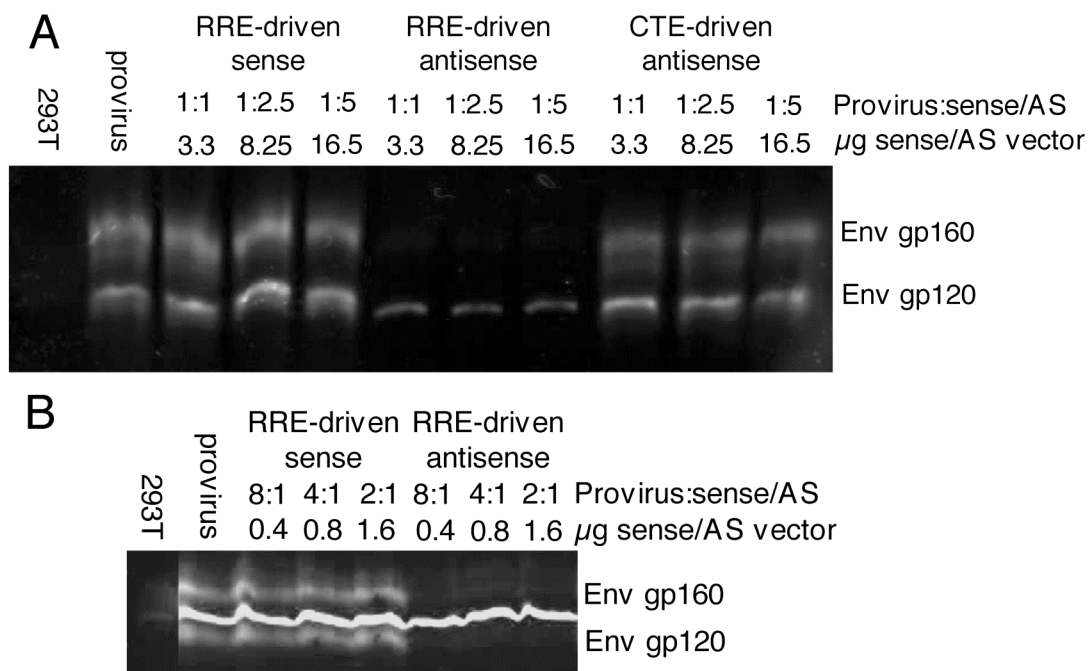 A
RRE-driven sense
RRE-driven antisense
CTE-driven antisense
293T
provirus
1:1 1:2.5 1:5 1:1 1:2.5 1:5 1:1 1:2.5 1:5 Provirus:sense/AS
3.3 8.25 16.5 3.3 8.25 16.5 3.3 8.25 16.5 µg sense/AS vector
Env gp160
Env gp120
B
RRE-driven sense
RRE-driven antisense
293T
provirus
8:1 4:1 2:1 8:1 4:1 2:1 Provirus:sense/AS
0.4 0.8 1.6 0.4 0.8 1.6 µg sense/AS vector
Env gp160
Env gp120